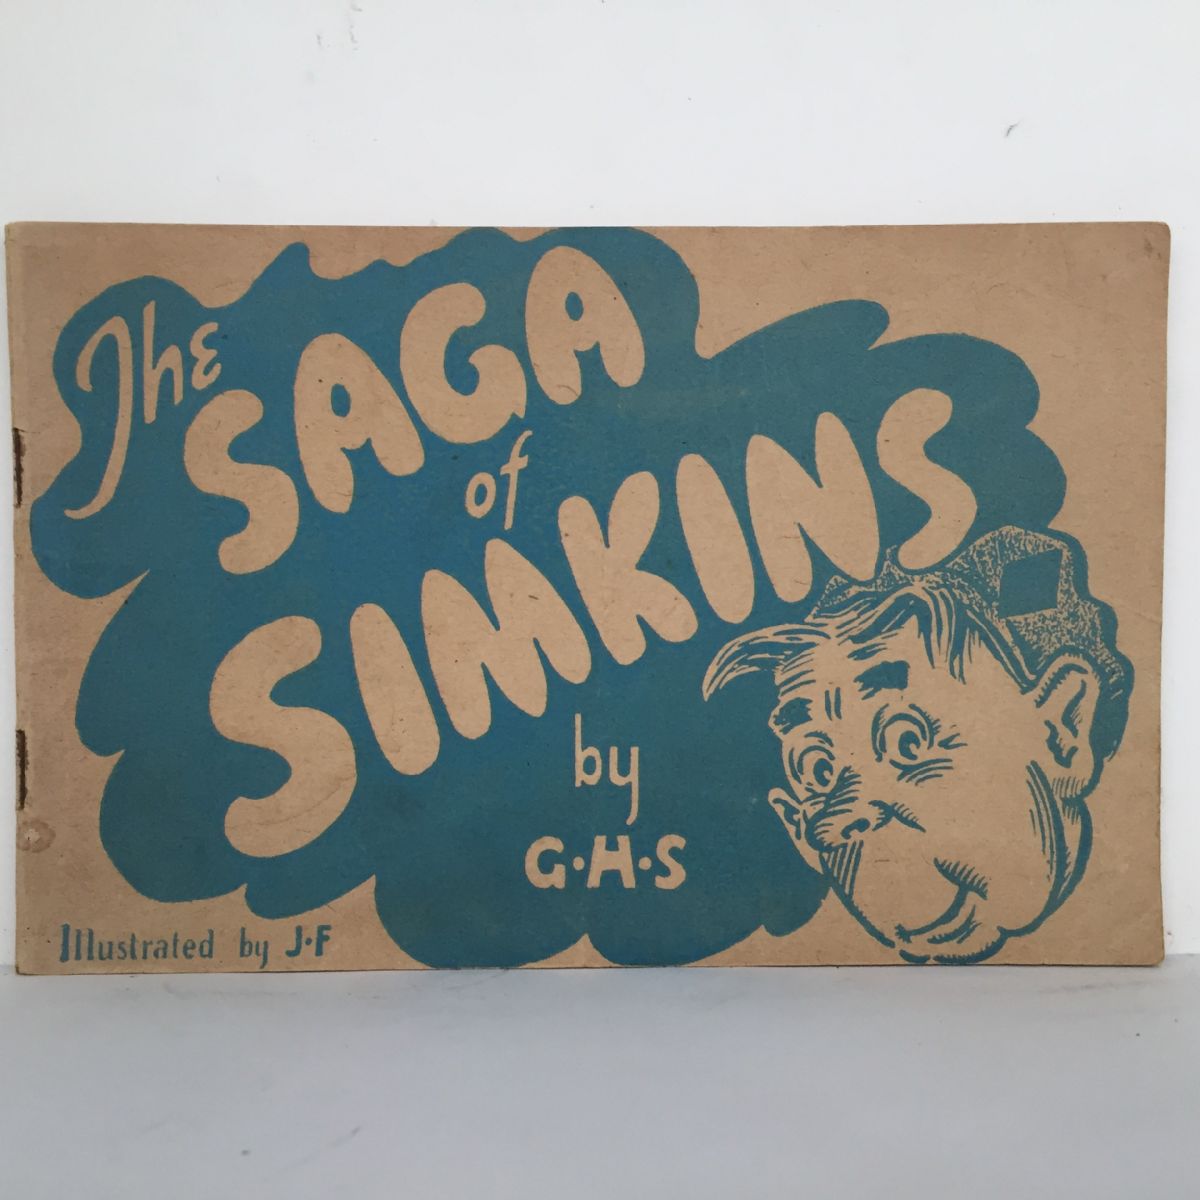 The
SAGA
of
SIMKINS
by
G·H·S
Illustrated by J·F